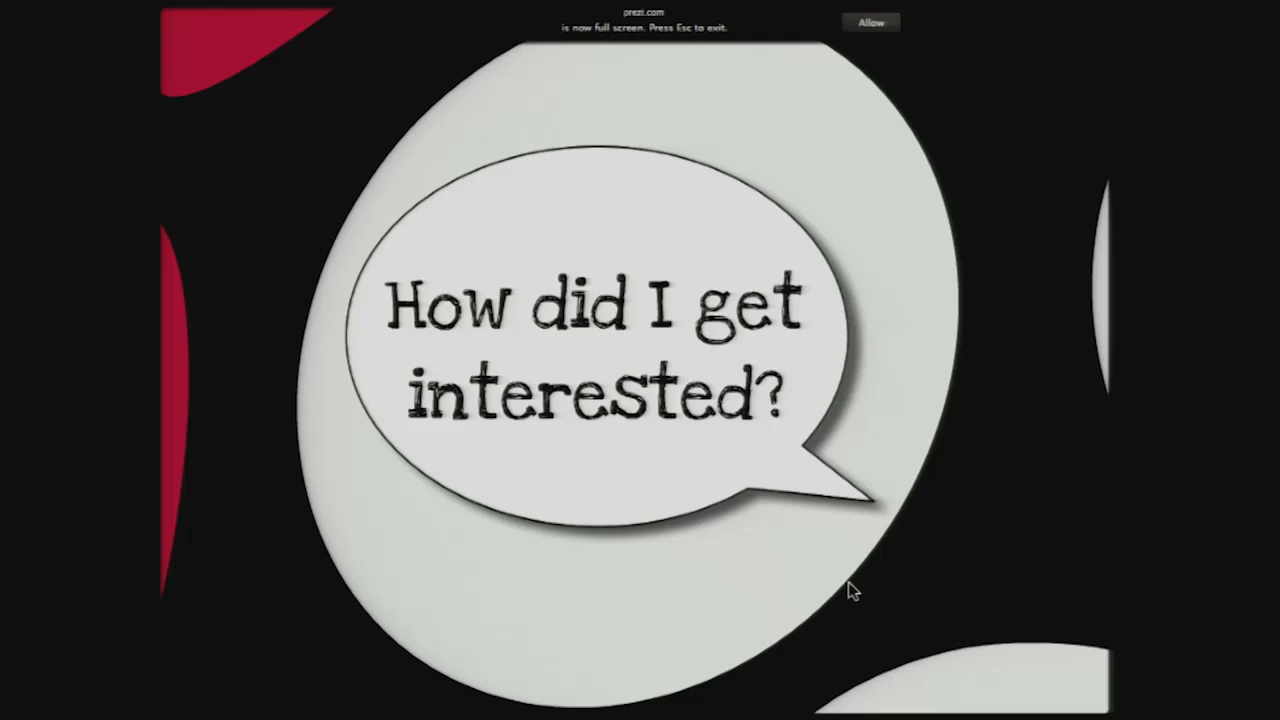 prezi.com
is now full screen. Press Esc to exit.
Allow
How did I get
interested?